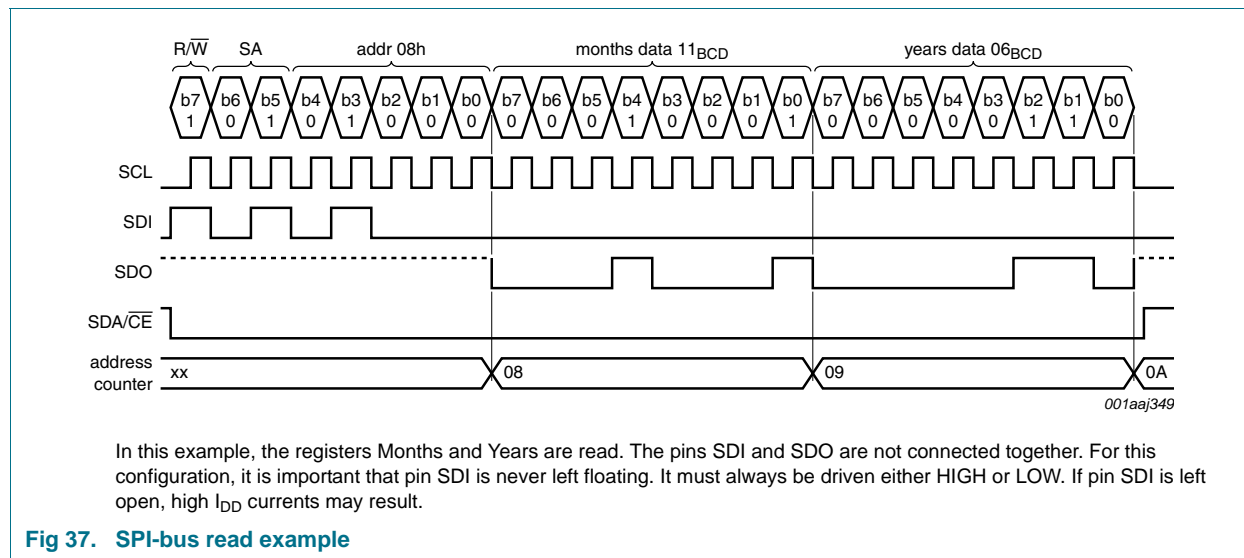 R/W SA addr 08h months data 11BCD years data 06BCD
b7 b6 b5 b4 b3 b2 b1 b0 b7 b6 b5 b4 b3 b2 b1 b0 b7 b6 b5 b4 b3 b2 b1 b0
1 0 1 0 1 0 0 0 0 0 0 1 0 0 0 1 0 0 0 0 0 1 1 0
SCL
SDI
SDO
SDA/CE
address
counter
xx 08 09 0A
001aaj349
In this example, the registers Months and Years are read. The pins SDI and SDO are not connected together. For this
configuration, it is important that pin SDI is never left floating. It must always be driven either HIGH or LOW. If pin SDI is left
open, high IDD currents may result.
Fig 37. SPI-bus read example